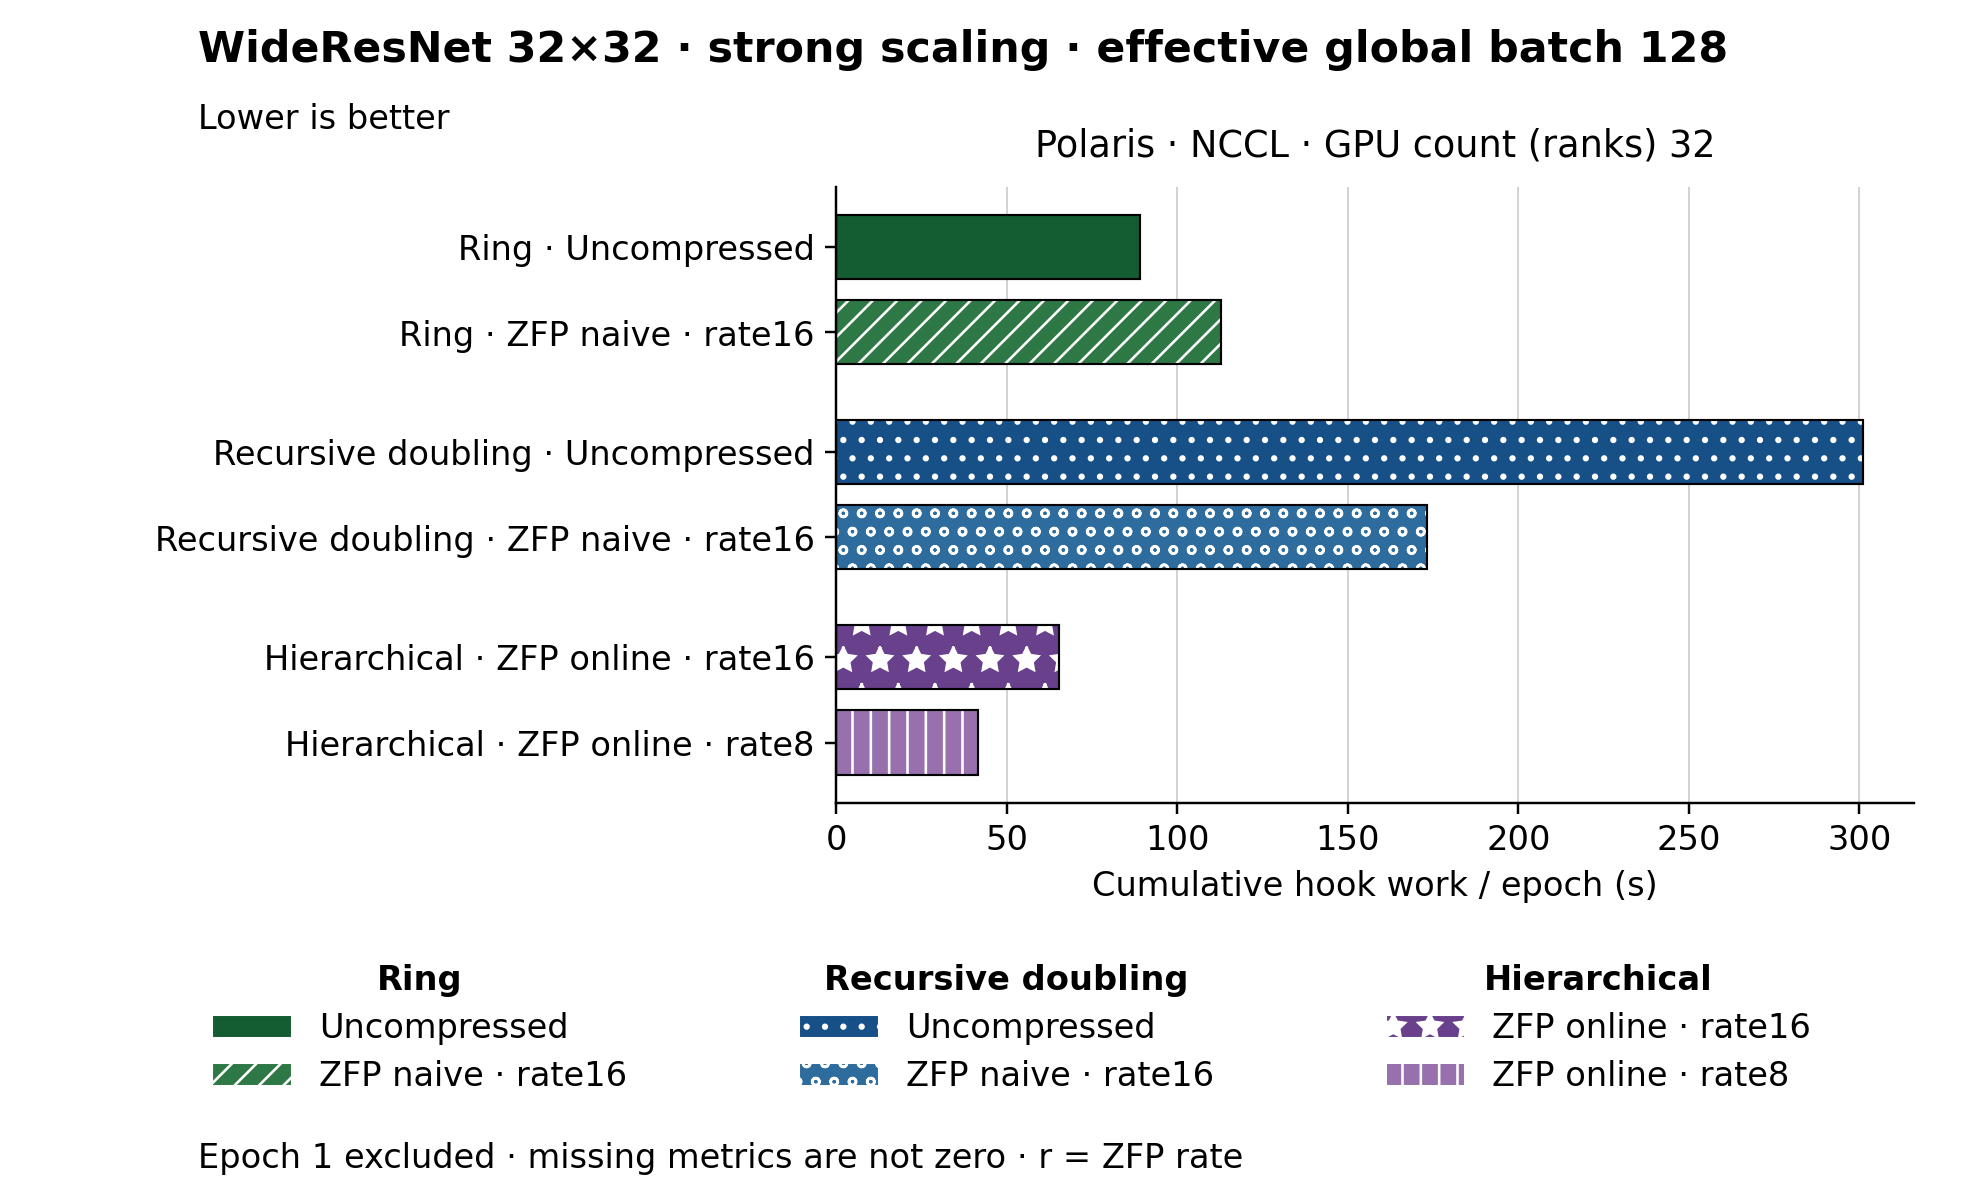 WideResNet 32×32 · strong scaling · effective global batch 128
Lower is better
Polaris · NCCL · GPU count (ranks) 32
Ring · Uncompressed
Ring · ZFP naive · rate16
Recursive doubling · Uncompressed
Recursive doubling · ZFP naive · rate16
Hierarchical · ZFP online · rate16
Hierarchical · ZFP online · rate8
0 50 100 150 200 250 300
Cumulative hook work / epoch (s)
Ring
Uncompressed
ZFP naive · rate16
Recursive doubling
Uncompressed
ZFP naive · rate16
Hierarchical
ZFP online · rate16
ZFP online · rate8
Epoch 1 excluded · missing metrics are not zero · r = ZFP rate